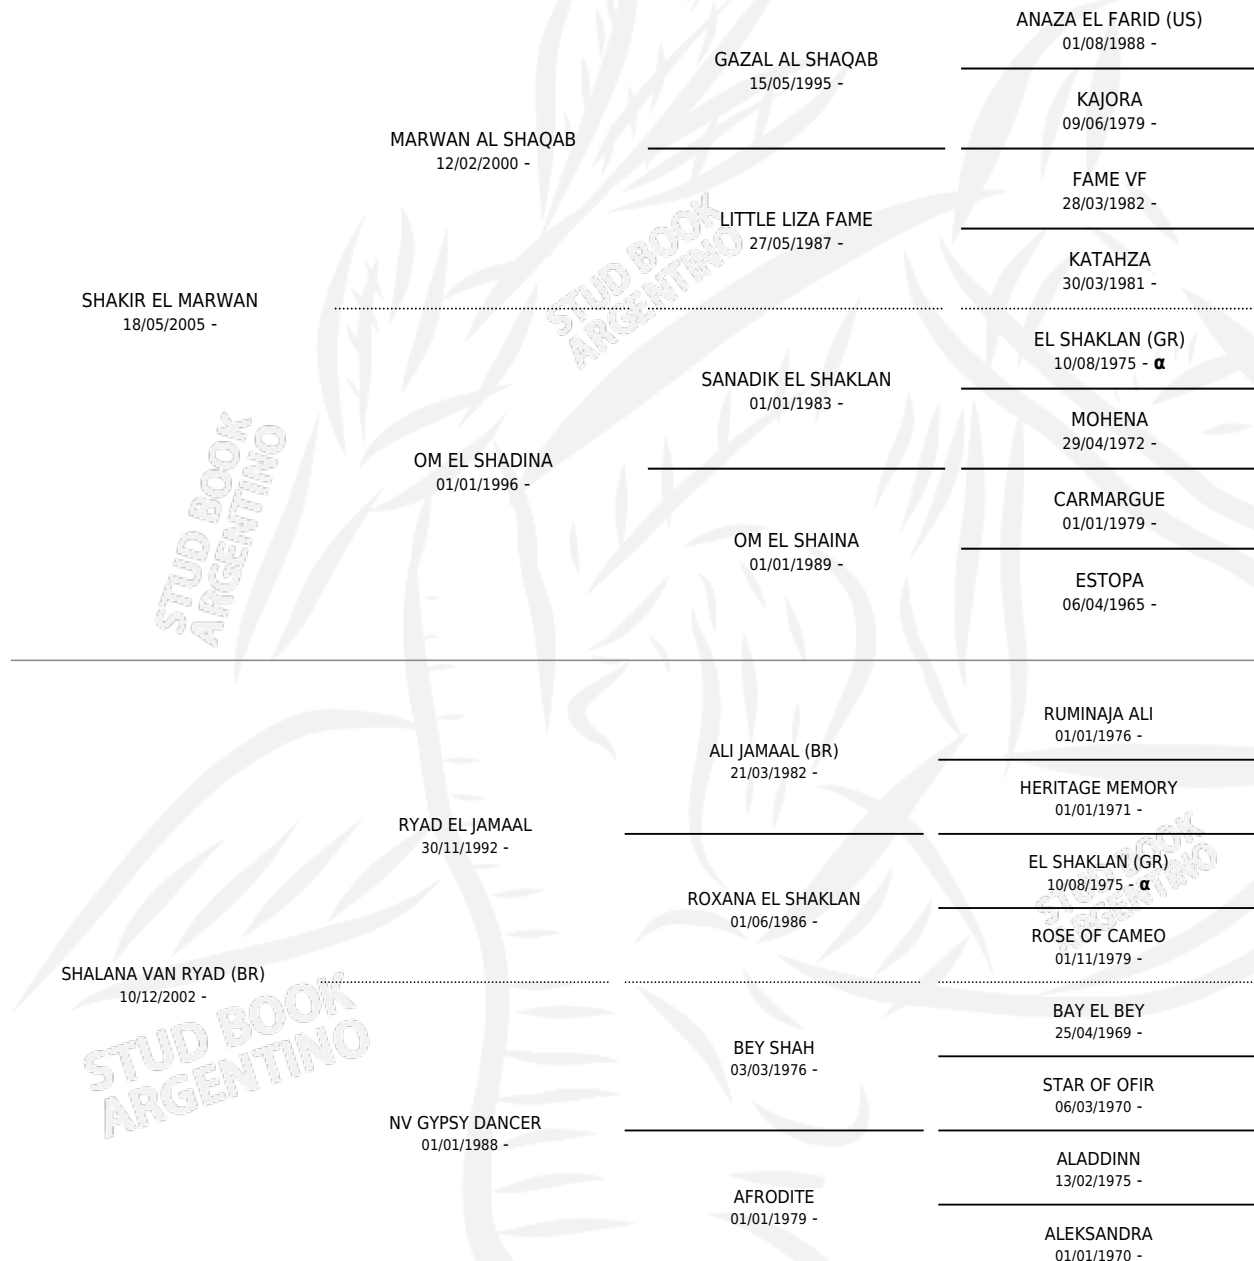 ANAZA EL FARID (US)
01/08/1988 -
GAZAL AL SHAQAB
15/05/1995 -
KAJORA
09/06/1979 -
MARWAN AL SHAQAB
12/02/2000 -
FAME VF
28/03/1982 -
LITTLE LIZA FAME
27/05/1987 -
KATAHZA
30/03/1981 -
SHAKIR EL MARWAN
18/05/2005 -
EL SHAKLAN (GR)
10/08/1975 - α
SANADIK EL SHAKLAN
01/01/1983 -
MOHENA
29/04/1972 -
OM EL SHADINA
01/01/1996 -
CARMARGUE
01/01/1979 -
OM EL SHAINA
01/01/1989 -
ESTOPA
06/04/1965 -
RUMINAJA ALI
01/01/1976 -
ALI JAMAAL (BR)
21/03/1982 -
HERITAGE MEMORY
01/01/1971 -
RYAD EL JAMAAL
30/11/1992 -
EL SHAKLAN (GR)
10/08/1975 - α
ROXANA EL SHAKLAN
01/06/1986 -
ROSE OF CAMEO
01/11/1979 -
SHALANA VAN RYAD (BR)
10/12/2002 -
BAY EL BEY
25/04/1969 -
BEY SHAH
03/03/1976 -
STAR OF OFIR
06/03/1970 -
NV GYPSY DANCER
01/01/1988 -
ALADDINN
13/02/1975 -
AFRODITE
01/01/1979 -
ALEKSANDRA
01/01/1970 -
STUD BOOK
ARGENTINO
STUD BOOK
ARGENTINO
STUD BOOK
ARGENTINO
STUD BOOK
ARGENTINO